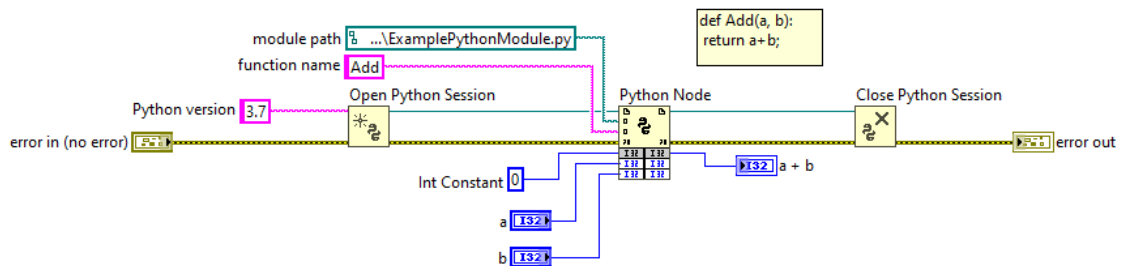 def Add(a, b):
return a+b;
module path
...\ExamplePythonModule.py
function name
Add
Python version
3.7
Open Python Session
Python Node
Close Python Session
error in (no error)
error out
I32 I32
I32 I32
I32 I32
Int Constant
0
I32
a + b
a
I32
b
I32